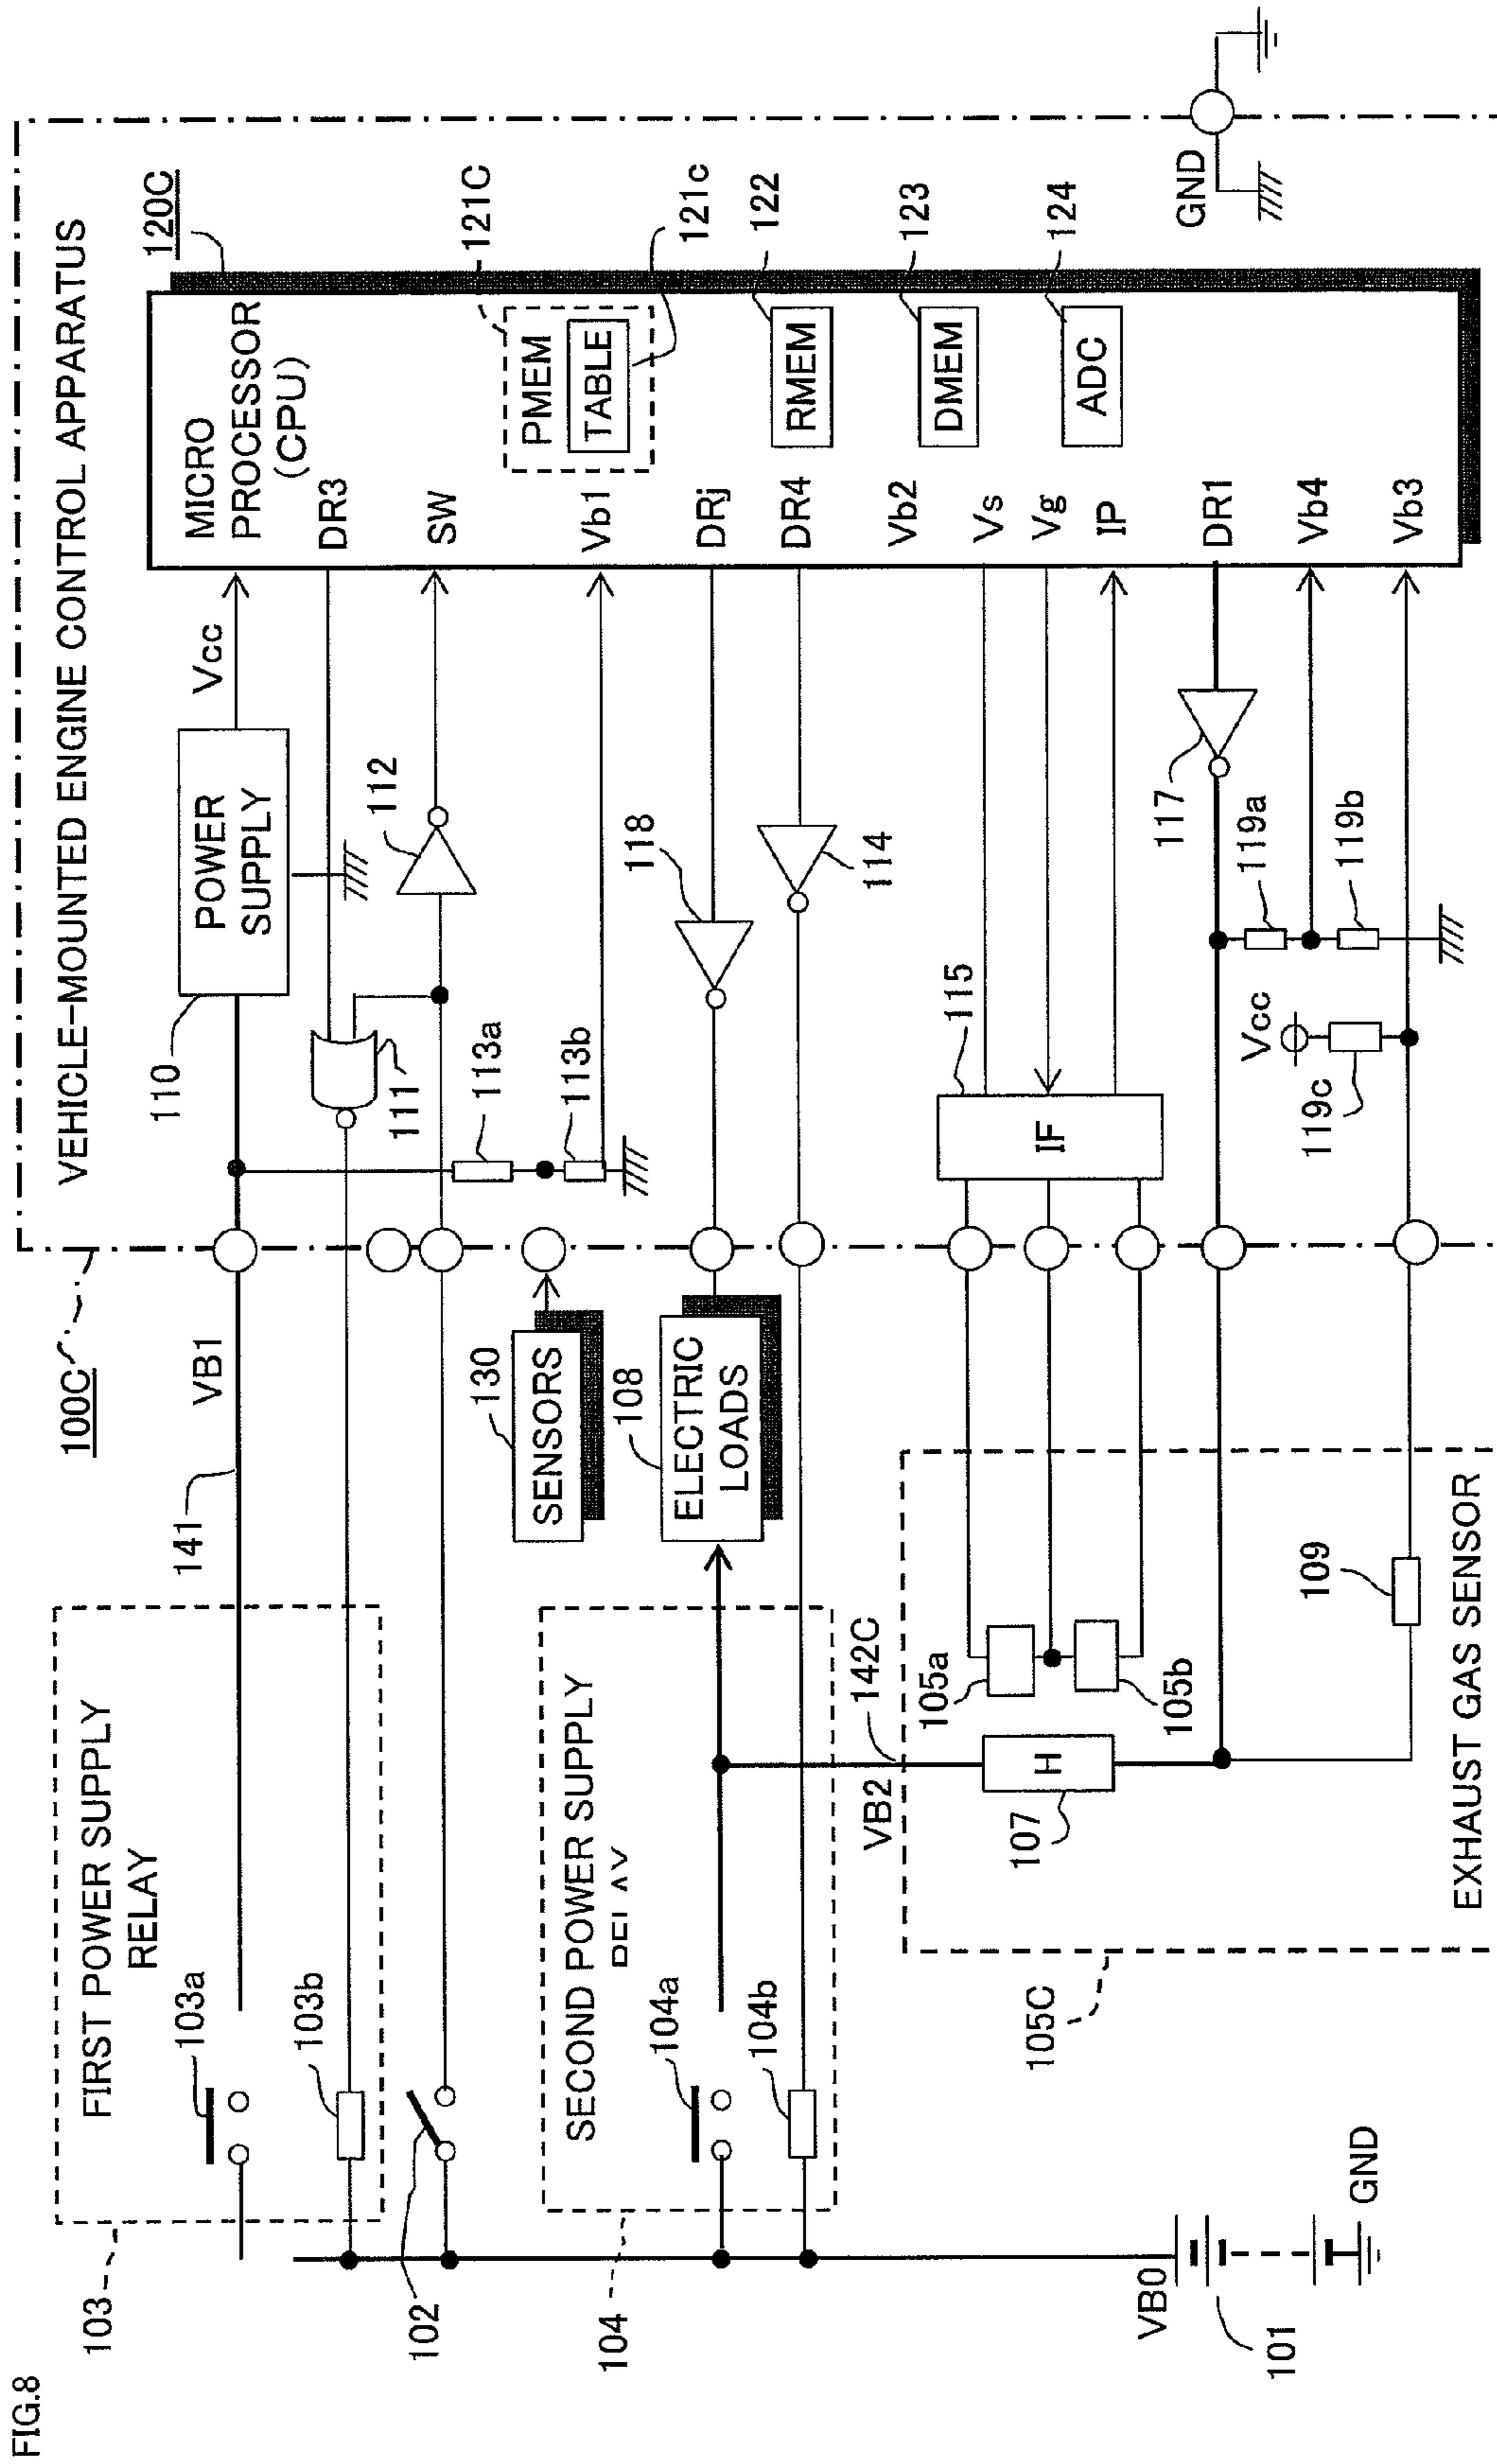 FIG.8
VEHICLE-MOUNTED ENGINE CONTROL APPARATUS
100C
FIRST POWER SUPPLY
RELAY
103
103a
103b
141
VB1
110
POWER
SUPPLY
Vcc
120C
MICRO
PROCESSOR
(CPU)
DR3
SW
Vb1
DRj
DR4
Vb2
Vs
Vg
IP
DR1
Vb4
Vb3
PMEM
TABLE
121C
121c
RMEM
122
DMEM
123
ADC
124
GND
111
112
113a
113b
102
130
SENSORS
108
ELECTRIC
LOADS
118
114
SECOND POWER SUPPLY
104
104a
104b
142C
VB2
115
IF
117
119a
119b
Vcc
119c
105a
105b
H
107
109
105C
EXHAUST GAS SENSOR
VB0
101
GND